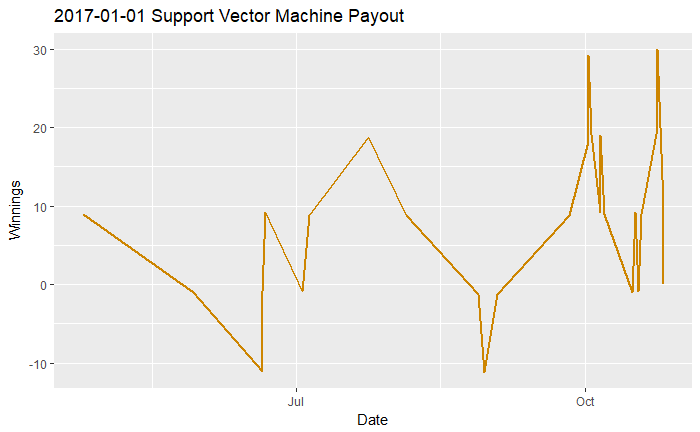 2017-01-01 Support Vector Machine Payout
30
20
10
0
-10
Winnings
Jul
Oct
Date